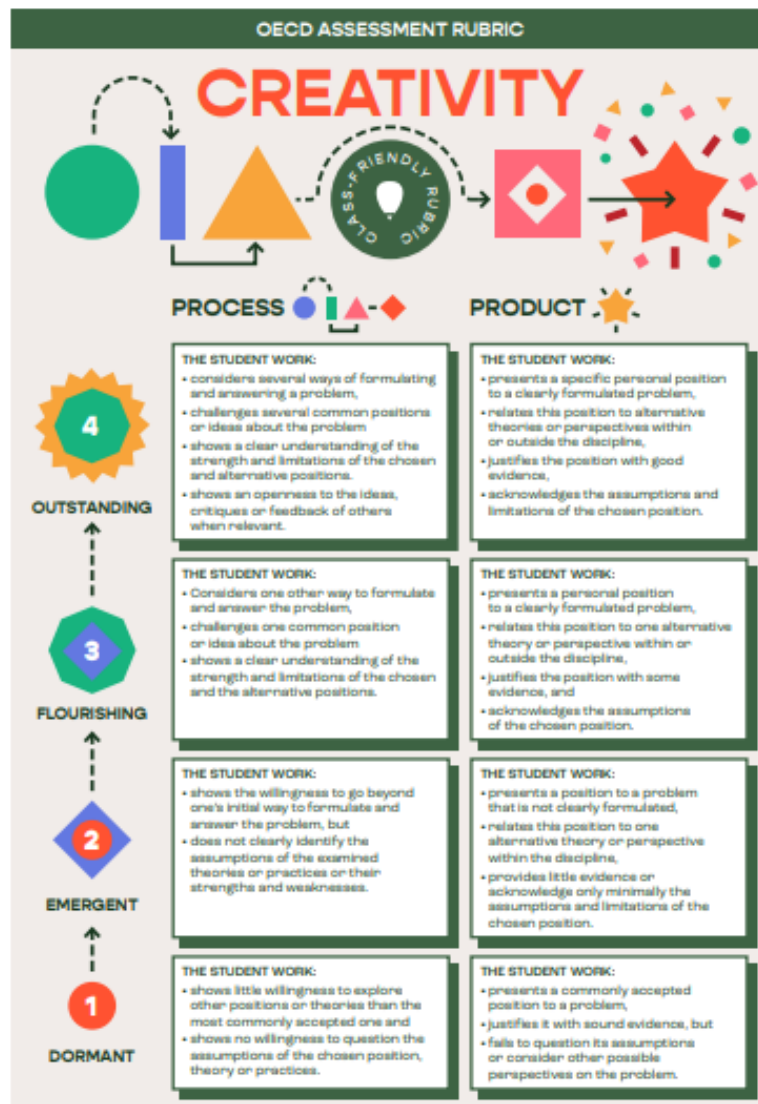 OECD ASSESSMENT RUBRIC
CREATIVITY
CLASS-FRIENDLY RUBRIC
PROCESS
PRODUCT
4
OUTSTANDING
THE STUDENT WORK:
• considers several ways of formulating
and answering a problem,
• challenges several common positions
or ideas about the problem
• shows a clear understanding of the
strength and limitations of the chosen
and alternative positions.
• shows an openness to the ideas,
critiques or feedback of others
when relevant.
THE STUDENT WORK:
• presents a specific personal position
to a clearly formulated problem,
• relates this position to alternative
theories or perspectives within
or outside the discipline,
• justifies the position with good
evidence,
• acknowledges the assumptions and
limitations of the chosen position.
3
FLOURISHING
THE STUDENT WORK:
• Considers one other way to formulate
and answer the problem,
• challenges one common position
or idea about the problem
• shows a clear understanding of the
strength and limitations of the chosen
and the alternative positions.
THE STUDENT WORK:
• presents a personal position
to a clearly formulated problem,
• relates this position to one alternative
theory or perspective within or
outside the discipline,
• justifies the position with some
evidence, and
• acknowledges the assumptions
of the chosen position.
2
EMERGENT
THE STUDENT WORK:
• shows the willingness to go beyond
one's initial way to formulate and
answer the problem, but
• does not clearly identify the
assumptions of the examined
theories or practices or their
strengths and weaknesses.
THE STUDENT WORK:
• presents a position to a problem
that is not clearly formulated,
• relates this position to one
alternative theory or perspective
within the discipline,
• provides little evidence or
acknowledge only minimally the
assumptions and limitations of the
chosen position.
1
DORMANT
THE STUDENT WORK:
• shows little willingness to explore
other positions or theories than the
most commonly accepted one and
• shows no willingness to question the
assumptions of the chosen position,
theory or practices.
THE STUDENT WORK:
• presents a commonly accepted
position to a problem,
• justifies it with sound evidence, but
• fails to question its assumptions
or consider other possible
perspectives on the problem.